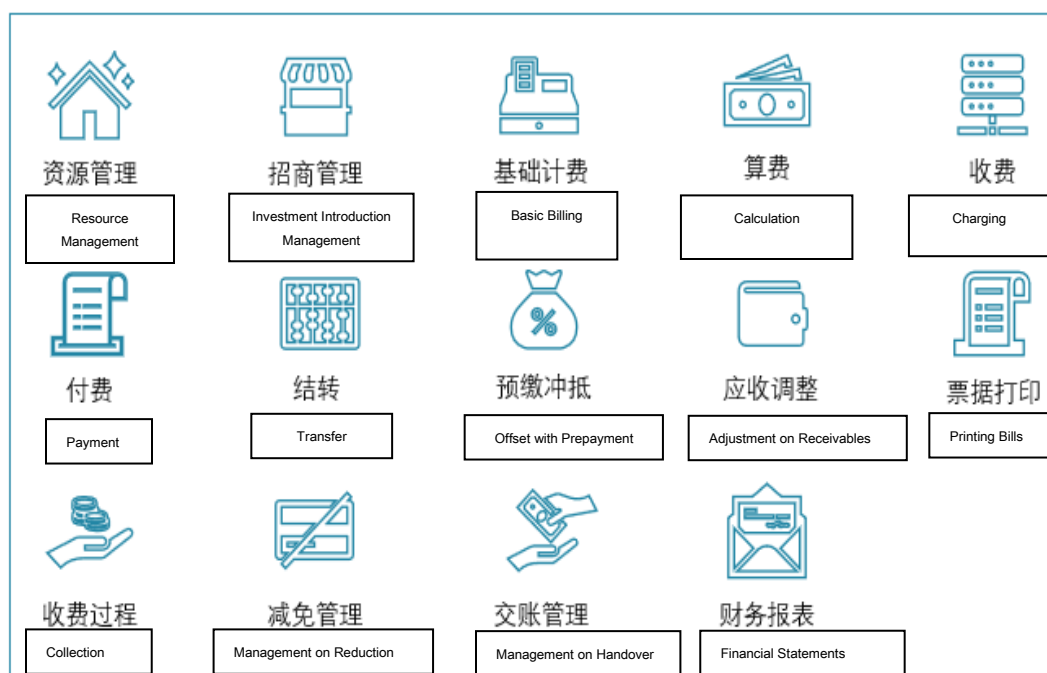 资源管理
招商管理
基础计费
算费
收费
Resource
Management
Investment Introduction
Management
Basic Billing
Calculation
Charging
付费
结转
预缴冲抵
应收调整
票据打印
Payment
Transfer
Offset with Prepayment
Adjustment on Receivables
Printing Bills
收费过程
减免管理
交账管理
财务报表
Collection
Management on Reduction
Management on Handover
Financial Statements